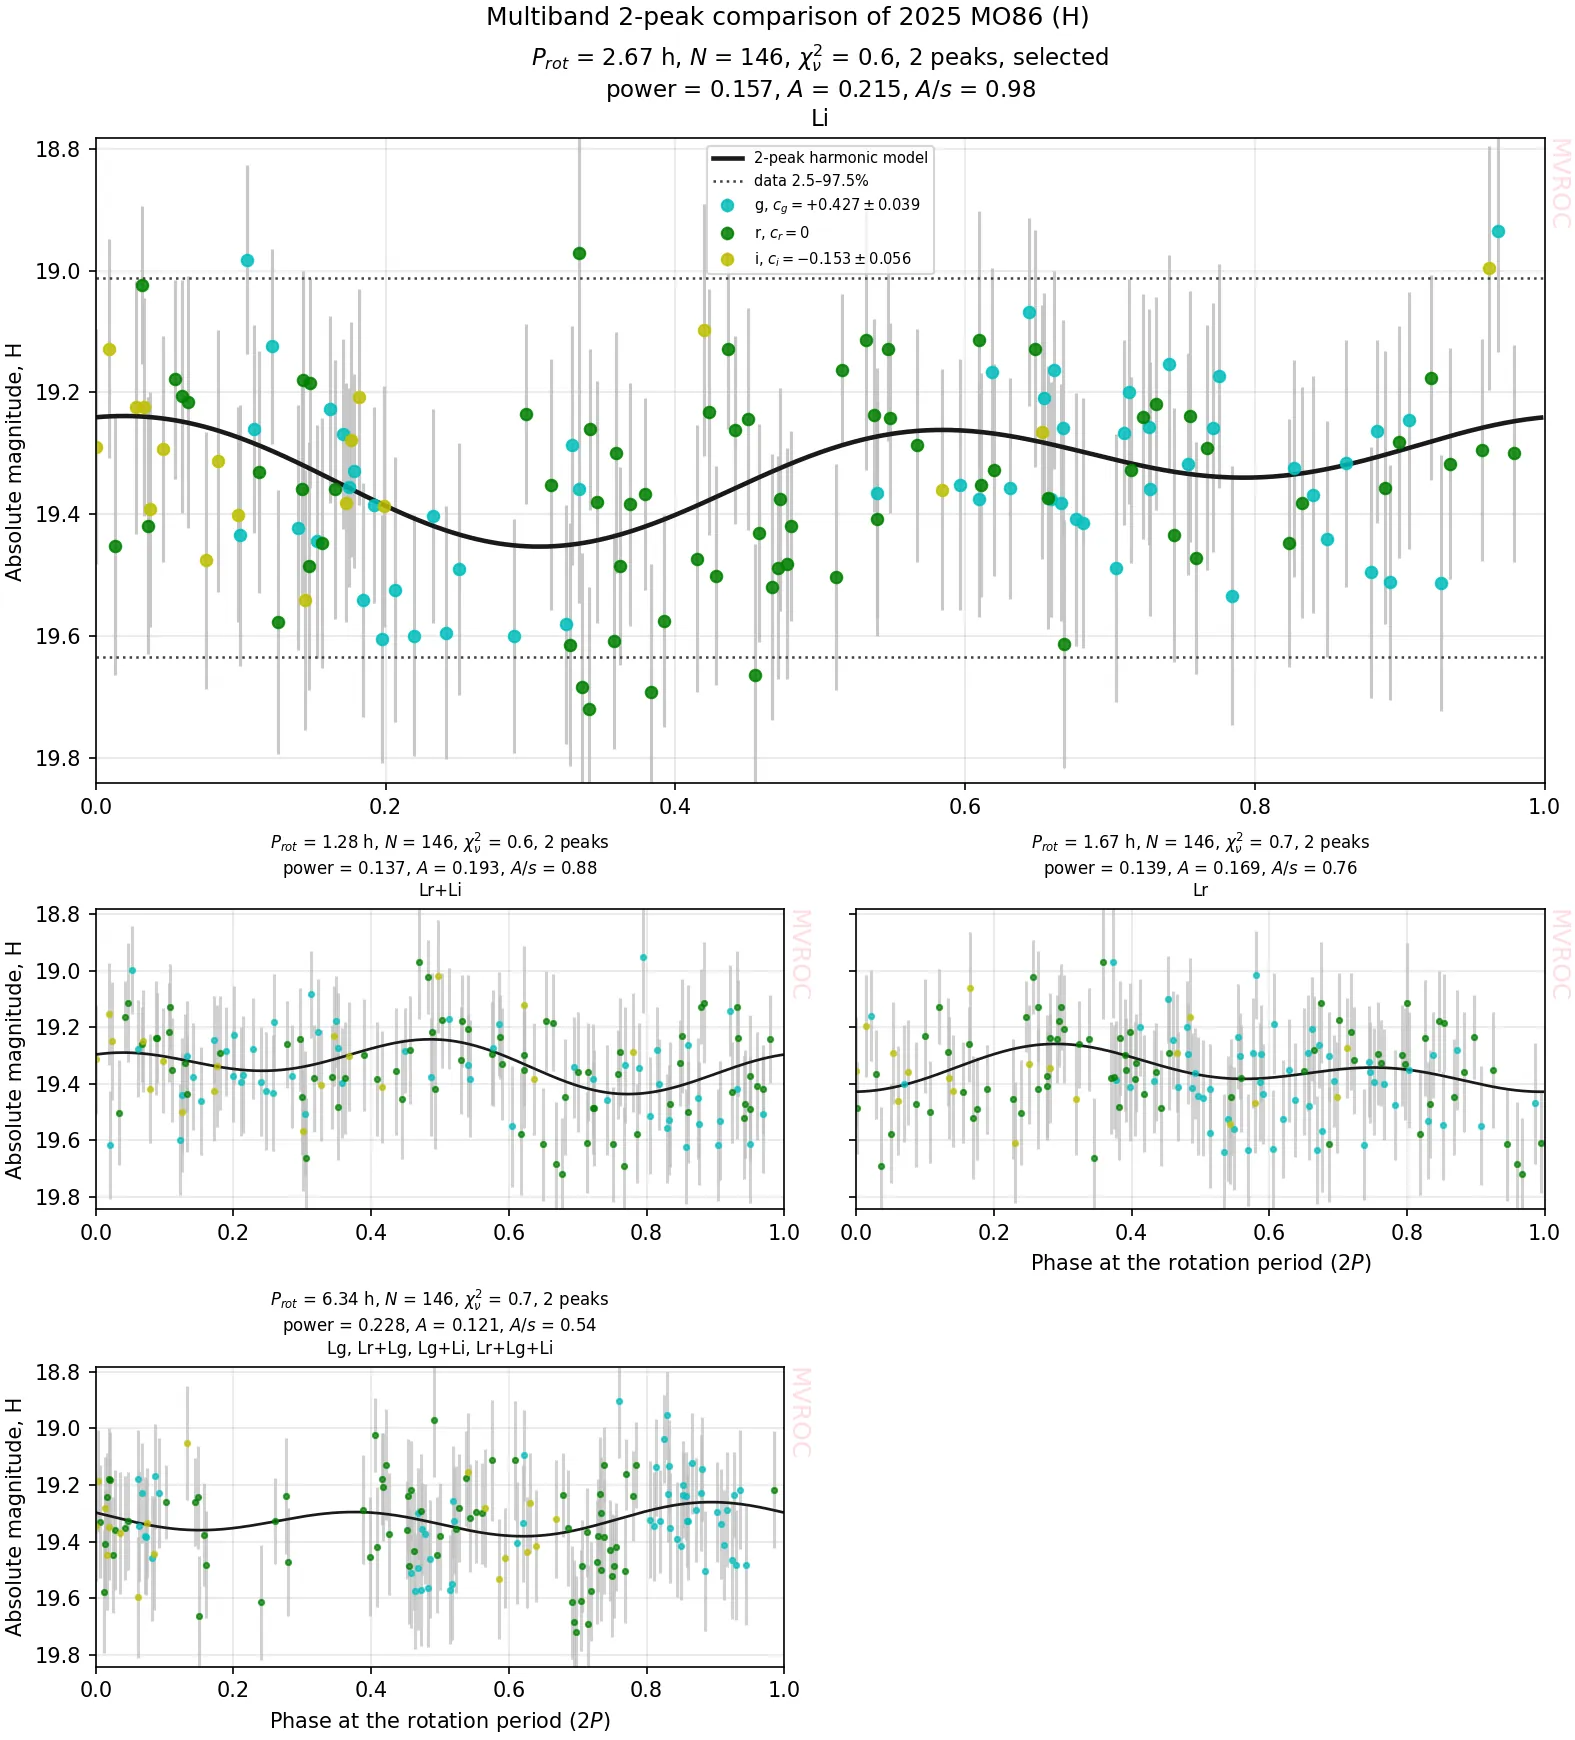 Multiband 2-peak comparison of 2025 MO86 (H)
P_rot = 2.67 h, N = 146, χ²_ν = 0.6, 2 peaks, selected
power = 0.157, A = 0.215, A/s = 0.98
Li
MVROC
Absolute magnitude, H
18.8
19.0
19.2
19.4
19.6
19.8
2-peak harmonic model
data 2.5–97.5%
g, c_g = +0.427 ± 0.039
r, c_r = 0
i, c_i = −0.153 ± 0.056
0.0 0.2 0.4 0.6 0.8 1.0
P_rot = 1.28 h, N = 146, χ²_ν = 0.6, 2 peaks
power = 0.137, A = 0.193, A/s = 0.88
Lr+Li
MVROC
Absolute magnitude, H
18.8
19.0
19.2
19.4
19.6
19.8
0.0 0.2 0.4 0.6 0.8 1.0
P_rot = 1.67 h, N = 146, χ²_ν = 0.7, 2 peaks
power = 0.139, A = 0.169, A/s = 0.76
Lr
MVROC
0.0 0.2 0.4 0.6 0.8 1.0
Phase at the rotation period (2P)
P_rot = 6.34 h, N = 146, χ²_ν = 0.7, 2 peaks
power = 0.228, A = 0.121, A/s = 0.54
Lg, Lr+Lg, Lg+Li, Lr+Lg+Li
MVROC
Absolute magnitude, H
18.8
19.0
19.2
19.4
19.6
19.8
0.0 0.2 0.4 0.6 0.8 1.0
Phase at the rotation period (2P)